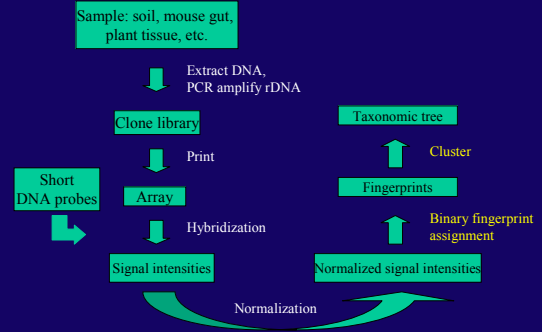 Sample: soil, mouse gut,
plant tissue, etc.
Extract DNA,
PCR amplify rDNA
Clone library
Print
Short
DNA probes
Array
Hybridization
Signal intensities
Normalization
Normalized signal intensities
Binary fingerprint
assignment
Fingerprints
Cluster
Taxonomic tree